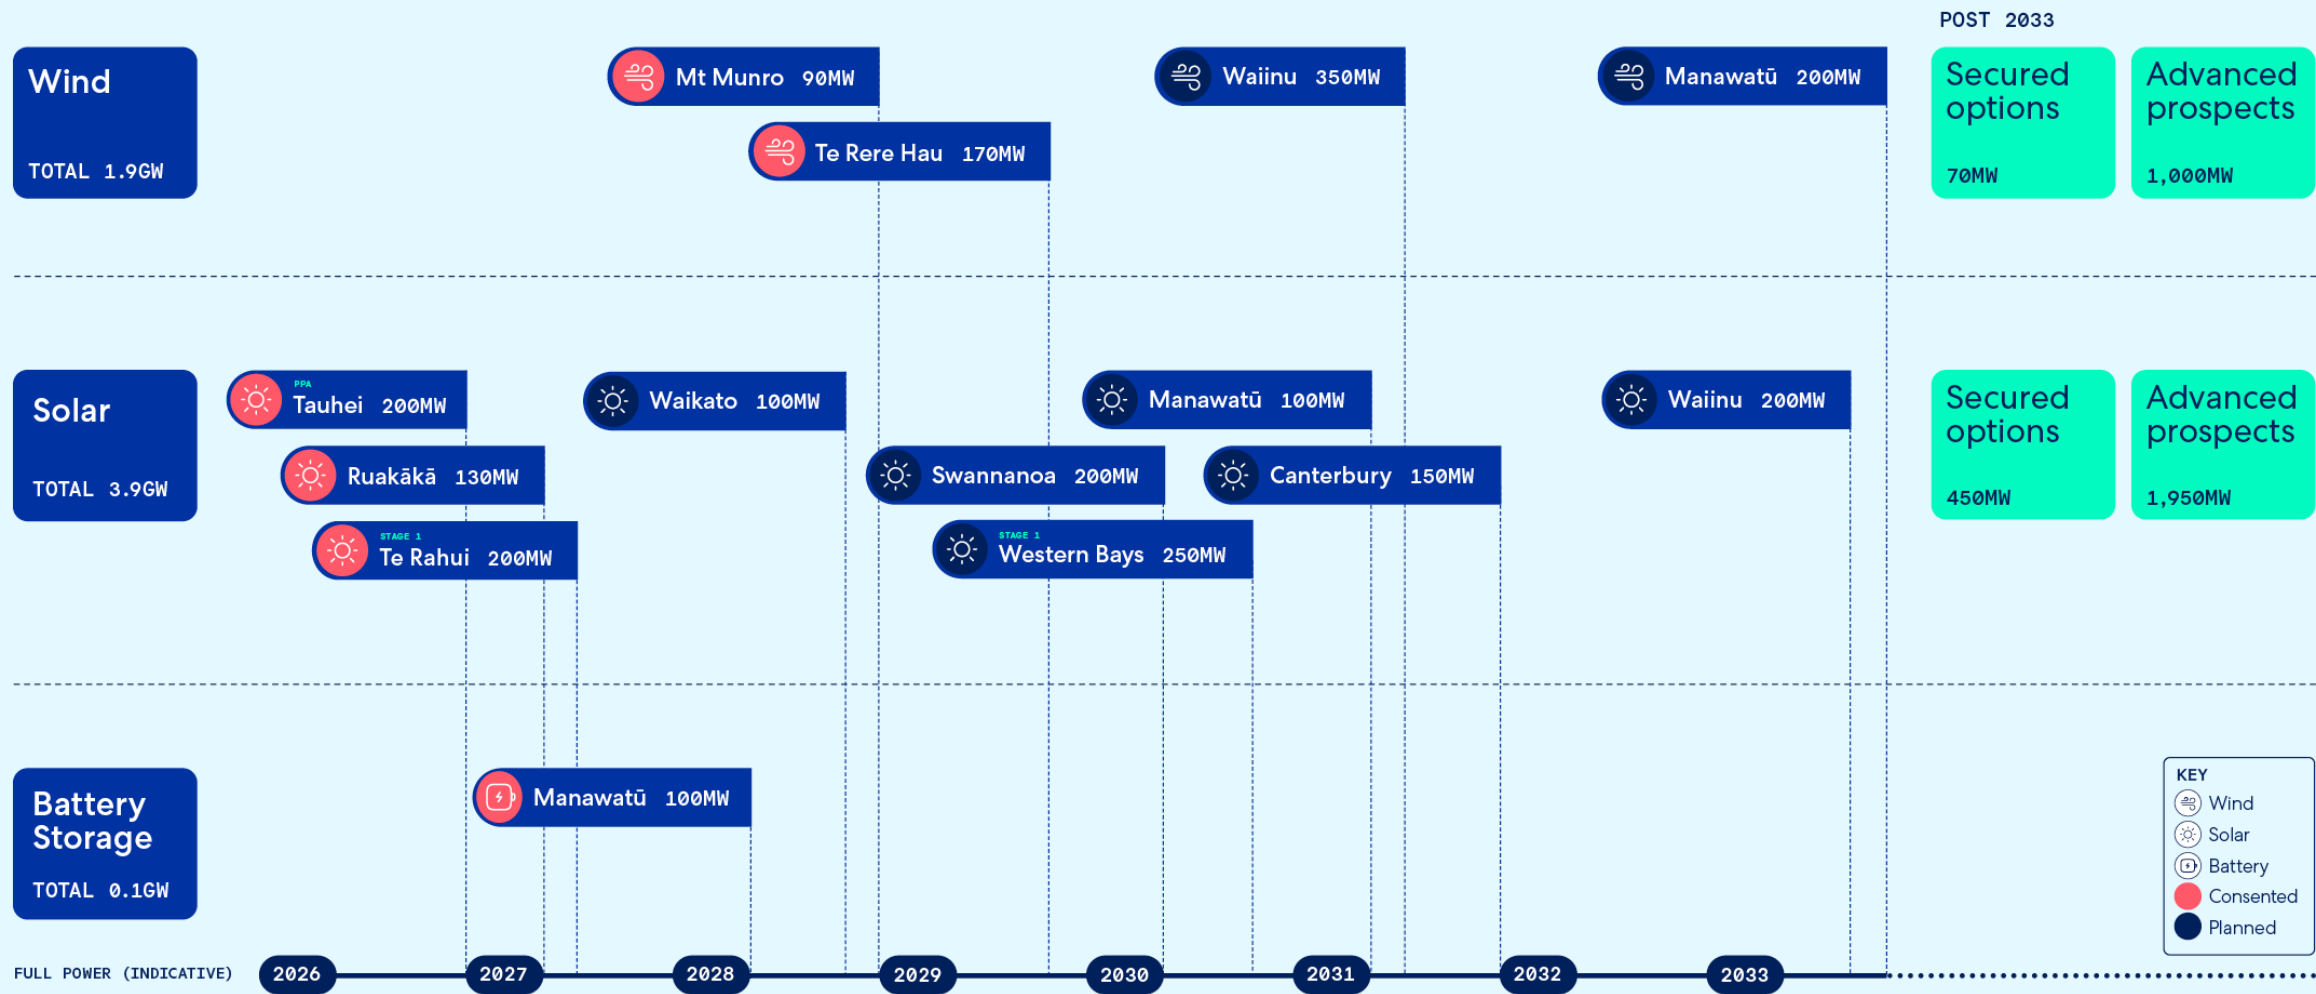 POST 2033
Wind
TOTAL 1.9GW
Mt Munro 90MW
Waiinu 350MW
Manawatū 200MW
Te Rere Hau 170MW
Secured
options
70MW
Advanced
prospects
1,000MW
Solar
TOTAL 3.9GW
PPA
Tauhei 200MW
Waikato 100MW
Manawatū 100MW
Waiinu 200MW
Ruakākā 130MW
Swannanoa 200MW
Canterbury 150MW
STAGE 1
Te Rahui 200MW
STAGE 1
Western Bays 250MW
Secured
options
450MW
Advanced
prospects
1,950MW
Battery
Storage
TOTAL 0.1GW
Manawatū 100MW
KEY
Wind
Solar
Battery
Consented
Planned
FULL POWER (INDICATIVE) 2026 2027 2028 2029 2030 2031 2032 2033